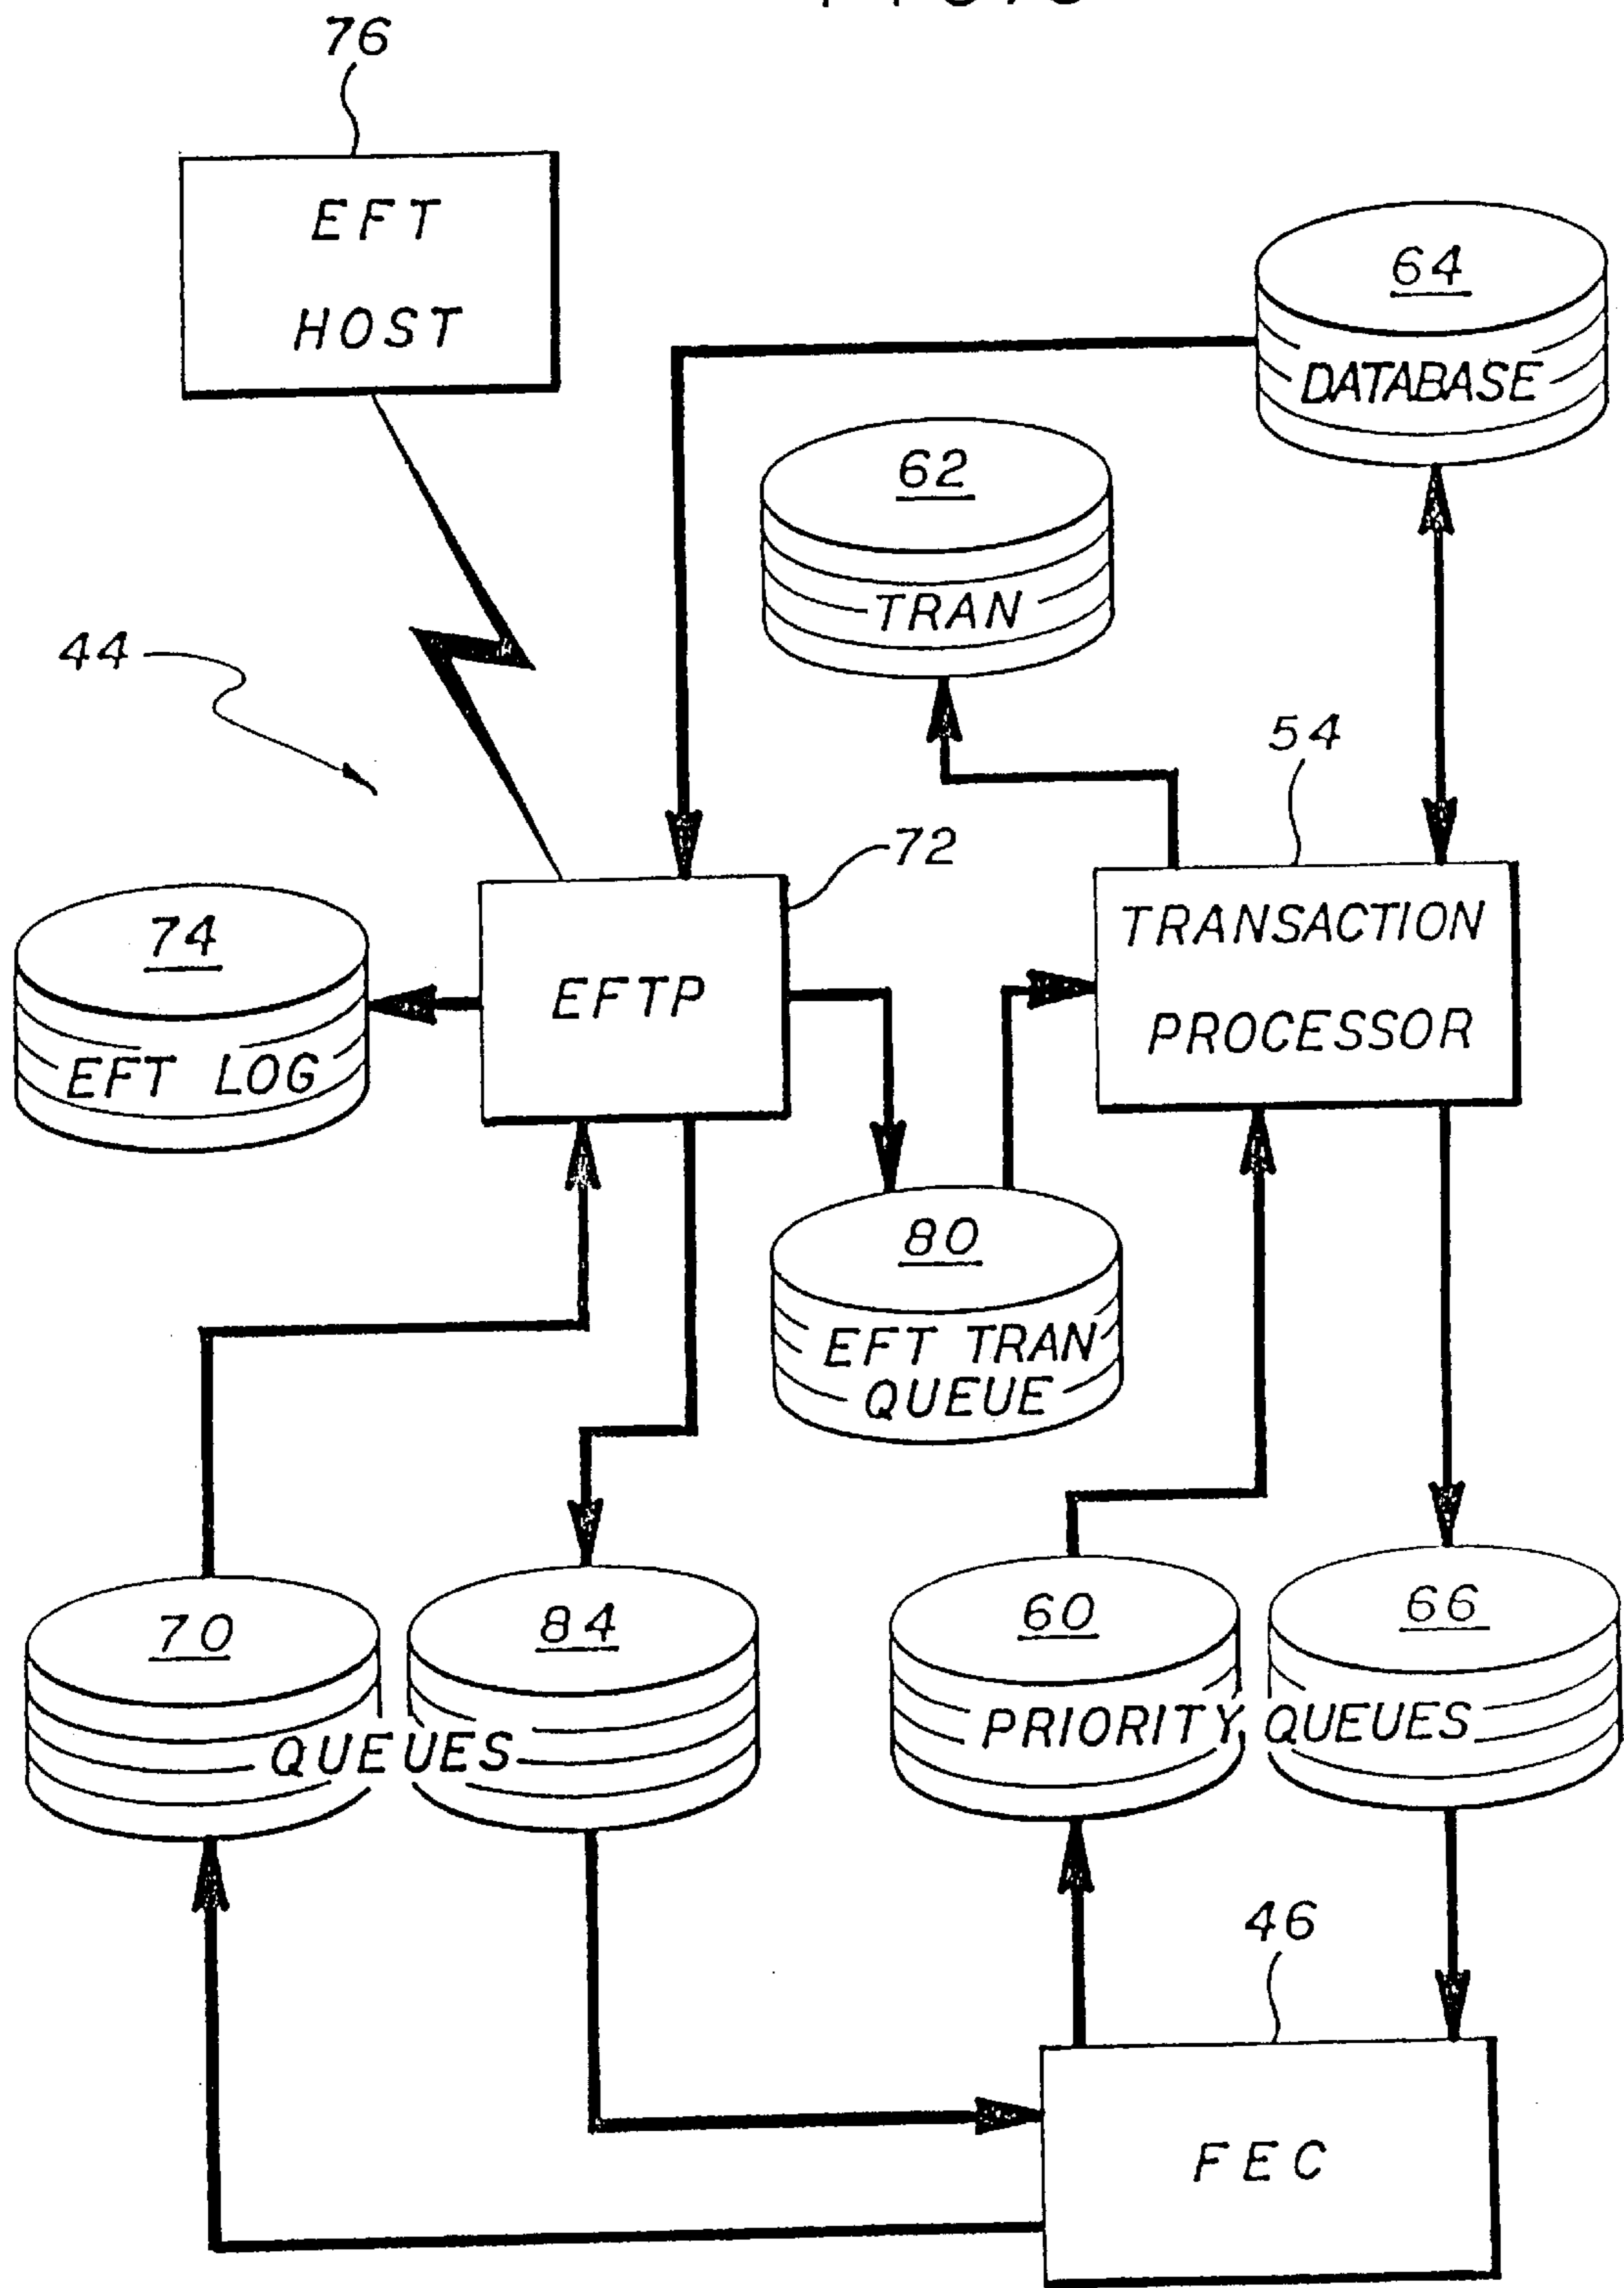 76
EFT
HOST
64
DATABASE
62
TRAN
44
54
72
74
EFT LOG
EFTP
TRANSACTION
PROCESSOR
80
EFT TRAN
QUEUE
70
84
QUEUES
60
66
PRIORITY QUEUES
46
FEC